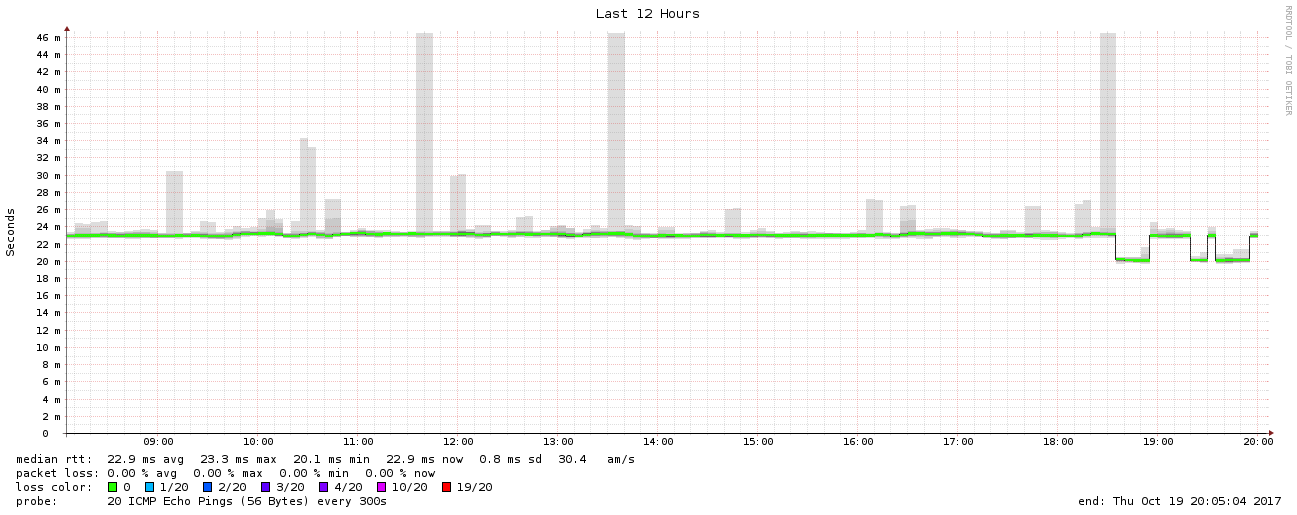 Last 12 Hours
RRDTOOL / TOBI OETIKER
Seconds
46 m
44 m
42 m
40 m
38 m
36 m
34 m
32 m
30 m
28 m
26 m
24 m
22 m
20 m
18 m
16 m
14 m
12 m
10 m
8 m
6 m
4 m
2 m
0
09:00 10:00 11:00 12:00 13:00 14:00 15:00 16:00 17:00 18:00 19:00 20:00
median rtt: 22.9 ms avg 23.3 ms max 20.1 ms min 22.9 ms now 0.8 ms sd 30.4 am/s
packet loss: 0.00 % avg 0.00 % max 0.00 % min 0.00 % now
loss color: 0 1/20 2/20 3/20 4/20 10/20 19/20
probe: 20 ICMP Echo Pings (56 Bytes) every 300s end: Thu Oct 19 20:05:04 2017